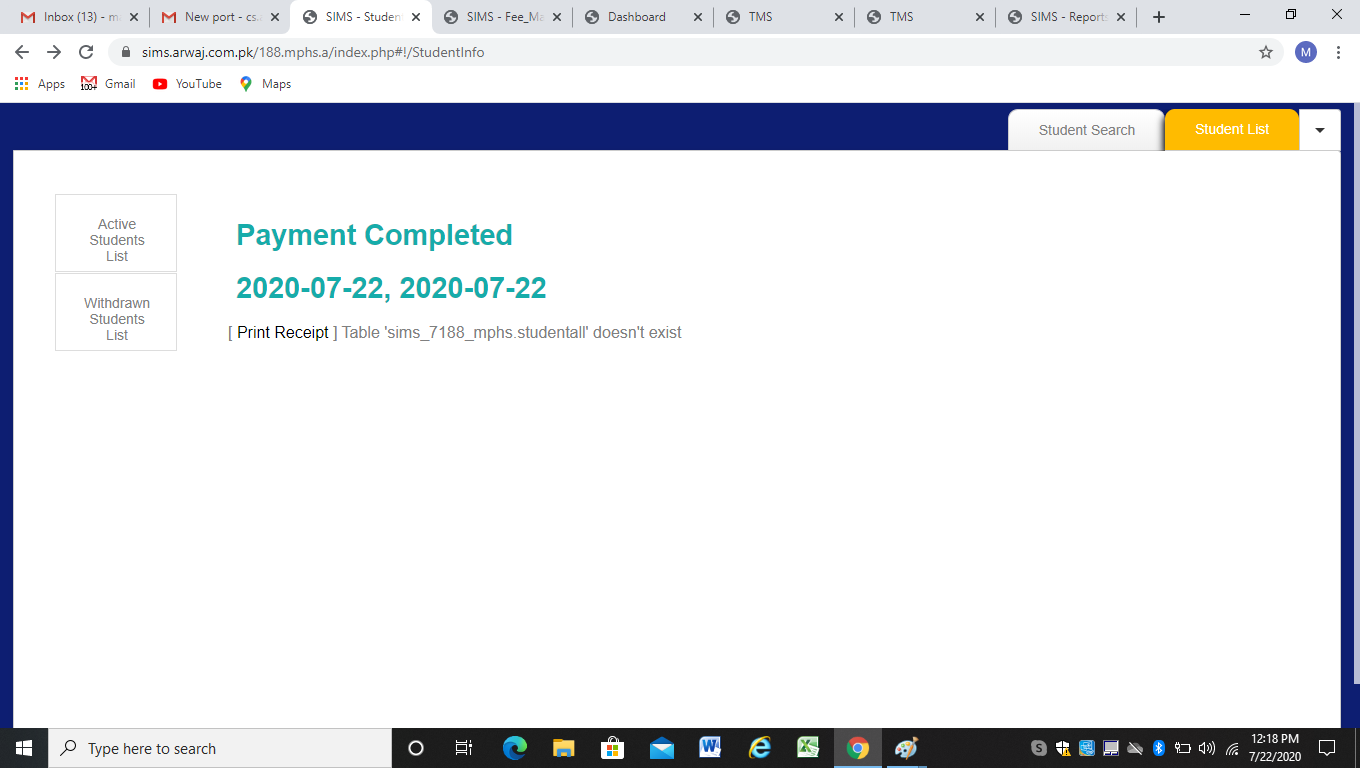 Inbox (13) - m
New port - cs.
SIMS - Studen
SIMS - Fee_Ma
Dashboard
TMS
TMS
SIMS - Reports
sims.arwaj.com.pk/188.mphs.a/index.php#!/StudentInfo
M
Apps
100+
Gmail
YouTube
Maps
Student Search
Student List
Active
Students
List
Withdrawn
Students
List
Payment Completed
2020-07-22, 2020-07-22
[ Print Receipt ] Table 'sims_7188_mphs.studentall' doesn't exist
Type here to search
12:18 PM
7/22/2020